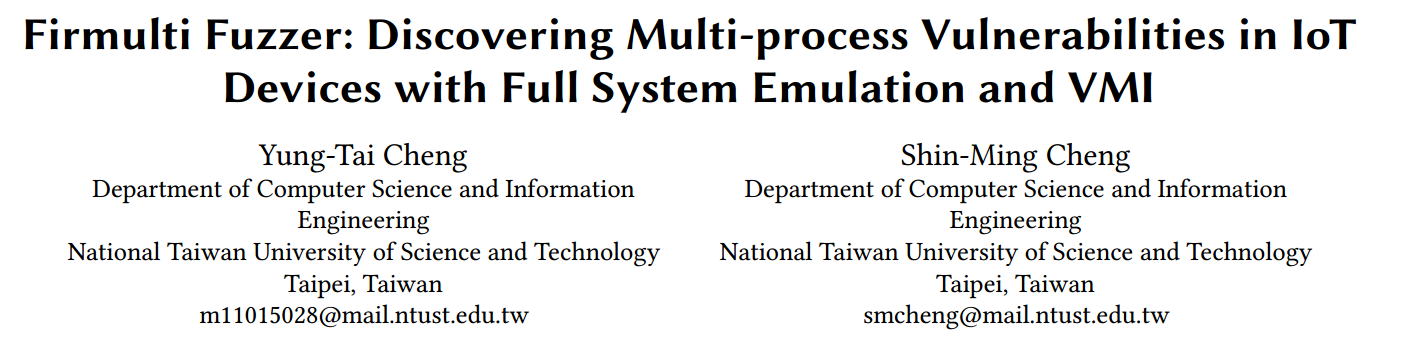 Firmulti Fuzzer: Discovering Multi-process Vulnerabilities in IoT
Devices with Full System Emulation and VMI
Yung-Tai Cheng
Department of Computer Science and Information
Engineering
National Taiwan University of Science and Technology
Taipei, Taiwan
m11015028@mail.ntust.edu.tw
Shin-Ming Cheng
Department of Computer Science and Information
Engineering
National Taiwan University of Science and Technology
Taipei, Taiwan
smcheng@mail.ntust.edu.tw